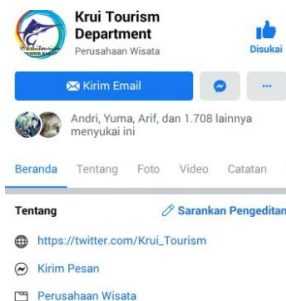 Krui Tourism
Department
Perusahaan Wisata
Disukai
Kirim Email
Andri, Yuma, Arif, dan 1.708 lainnya
menyukai ini
Beranda Tentang Foto Video Catatan
Tentang Sarankan Pengeditan
https://twitter.com/Krui_Tourism
Kirim Pesan
Perusahaan Wisata